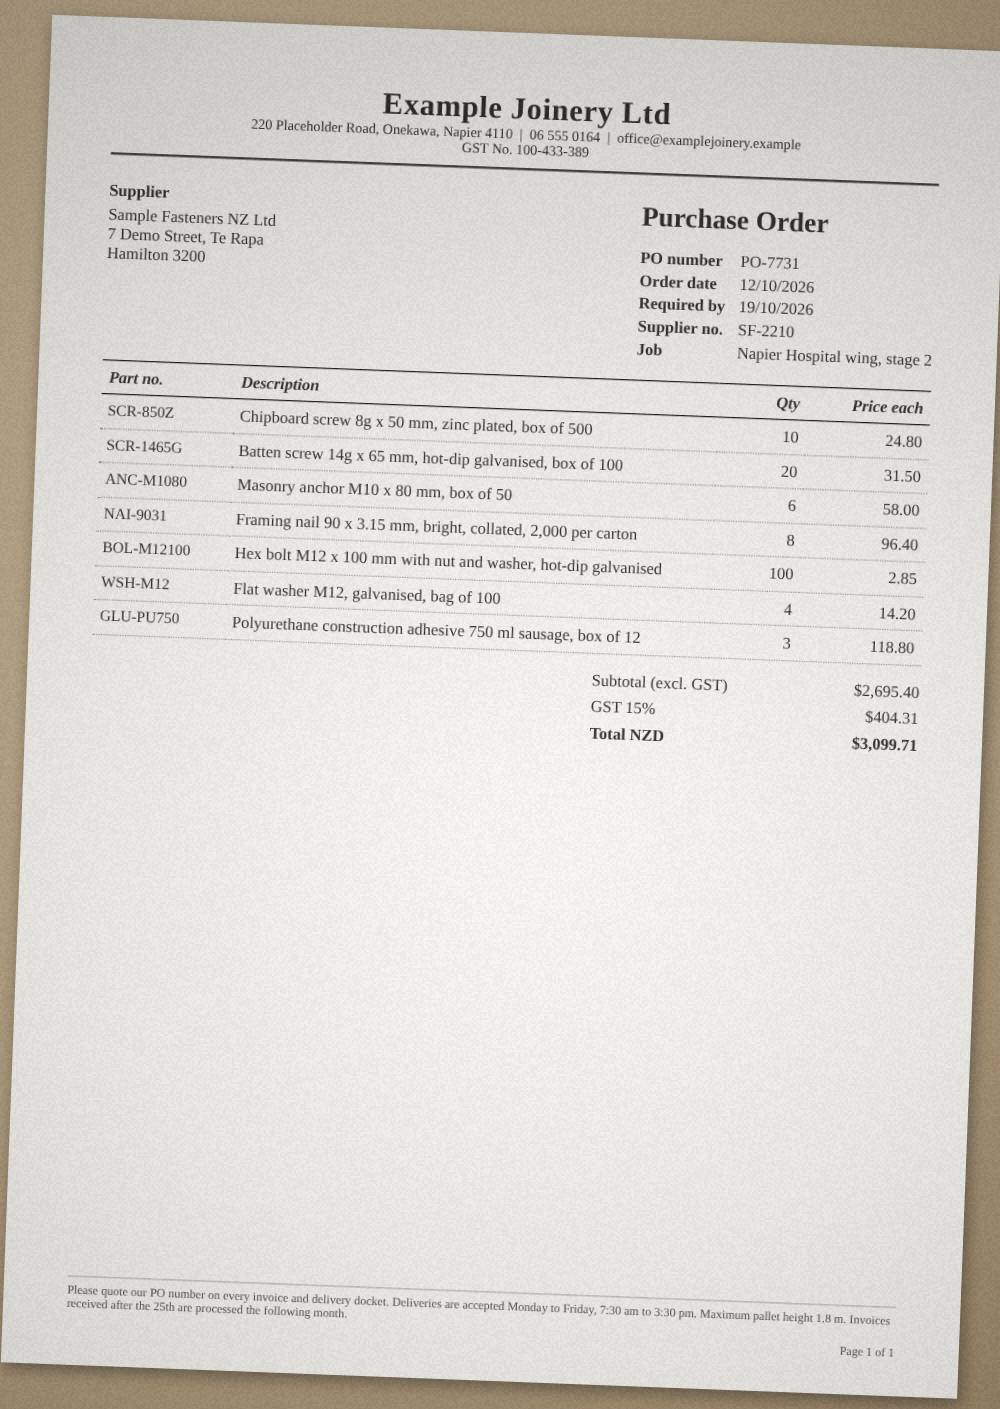 Example Joinery Ltd
220 Placeholder Road, Onekawa, Napier 4110 | 06 555 0164 | office@examplejoinery.example
GST No. 100-433-389
Supplier
Sample Fasteners NZ Ltd
7 Demo Street, Te Rapa
Hamilton 3200
Purchase Order
PO number PO-7731
Order date 12/10/2026
Required by 19/10/2026
Supplier no. SF-2210
Job Napier Hospital wing, stage 2
Part no. Description Qty Price each
SCR-850Z Chipboard screw 8g x 50 mm, zinc plated, box of 500 10 24.80
SCR-1465G Batten screw 14g x 65 mm, hot-dip galvanised, box of 100 20 31.50
ANC-M1080 Masonry anchor M10 x 80 mm, box of 50 6 58.00
NAI-9031 Framing nail 90 x 3.15 mm, bright, collated, 2,000 per carton 8 96.40
BOL-M12100 Hex bolt M12 x 100 mm with nut and washer, hot-dip galvanised 100 2.85
WSH-M12 Flat washer M12, galvanised, bag of 100 4 14.20
GLU-PU750 Polyurethane construction adhesive 750 ml sausage, box of 12 3 118.80
Subtotal (excl. GST) $2,695.40
GST 15% $404.31
Total NZD $3,099.71
Please quote our PO number on every invoice and delivery docket. Deliveries are accepted Monday to Friday, 7:30 am to 3:30 pm. Maximum pallet height 1.8 m. Invoices
received after the 25th are processed the following month.
Page 1 of 1